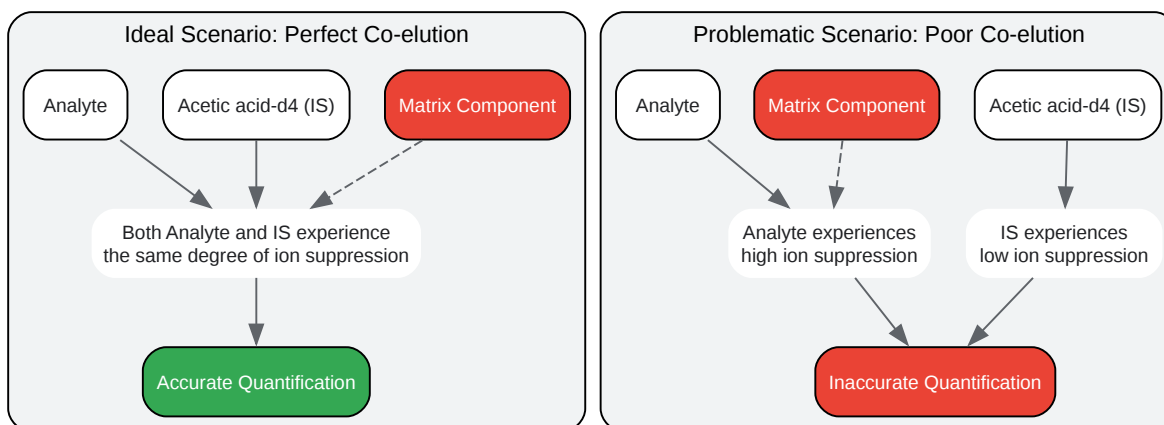 Ideal Scenario: Perfect Co-elution
Analyte
Acetic acid-d4 (IS)
Matrix Component
Both Analyte and IS experience
the same degree of ion suppression
Accurate Quantification
Problematic Scenario: Poor Co-elution
Analyte
Matrix Component
Acetic acid-d4 (IS)
Analyte experiences
high ion suppression
IS experiences
low ion suppression
Inaccurate Quantification